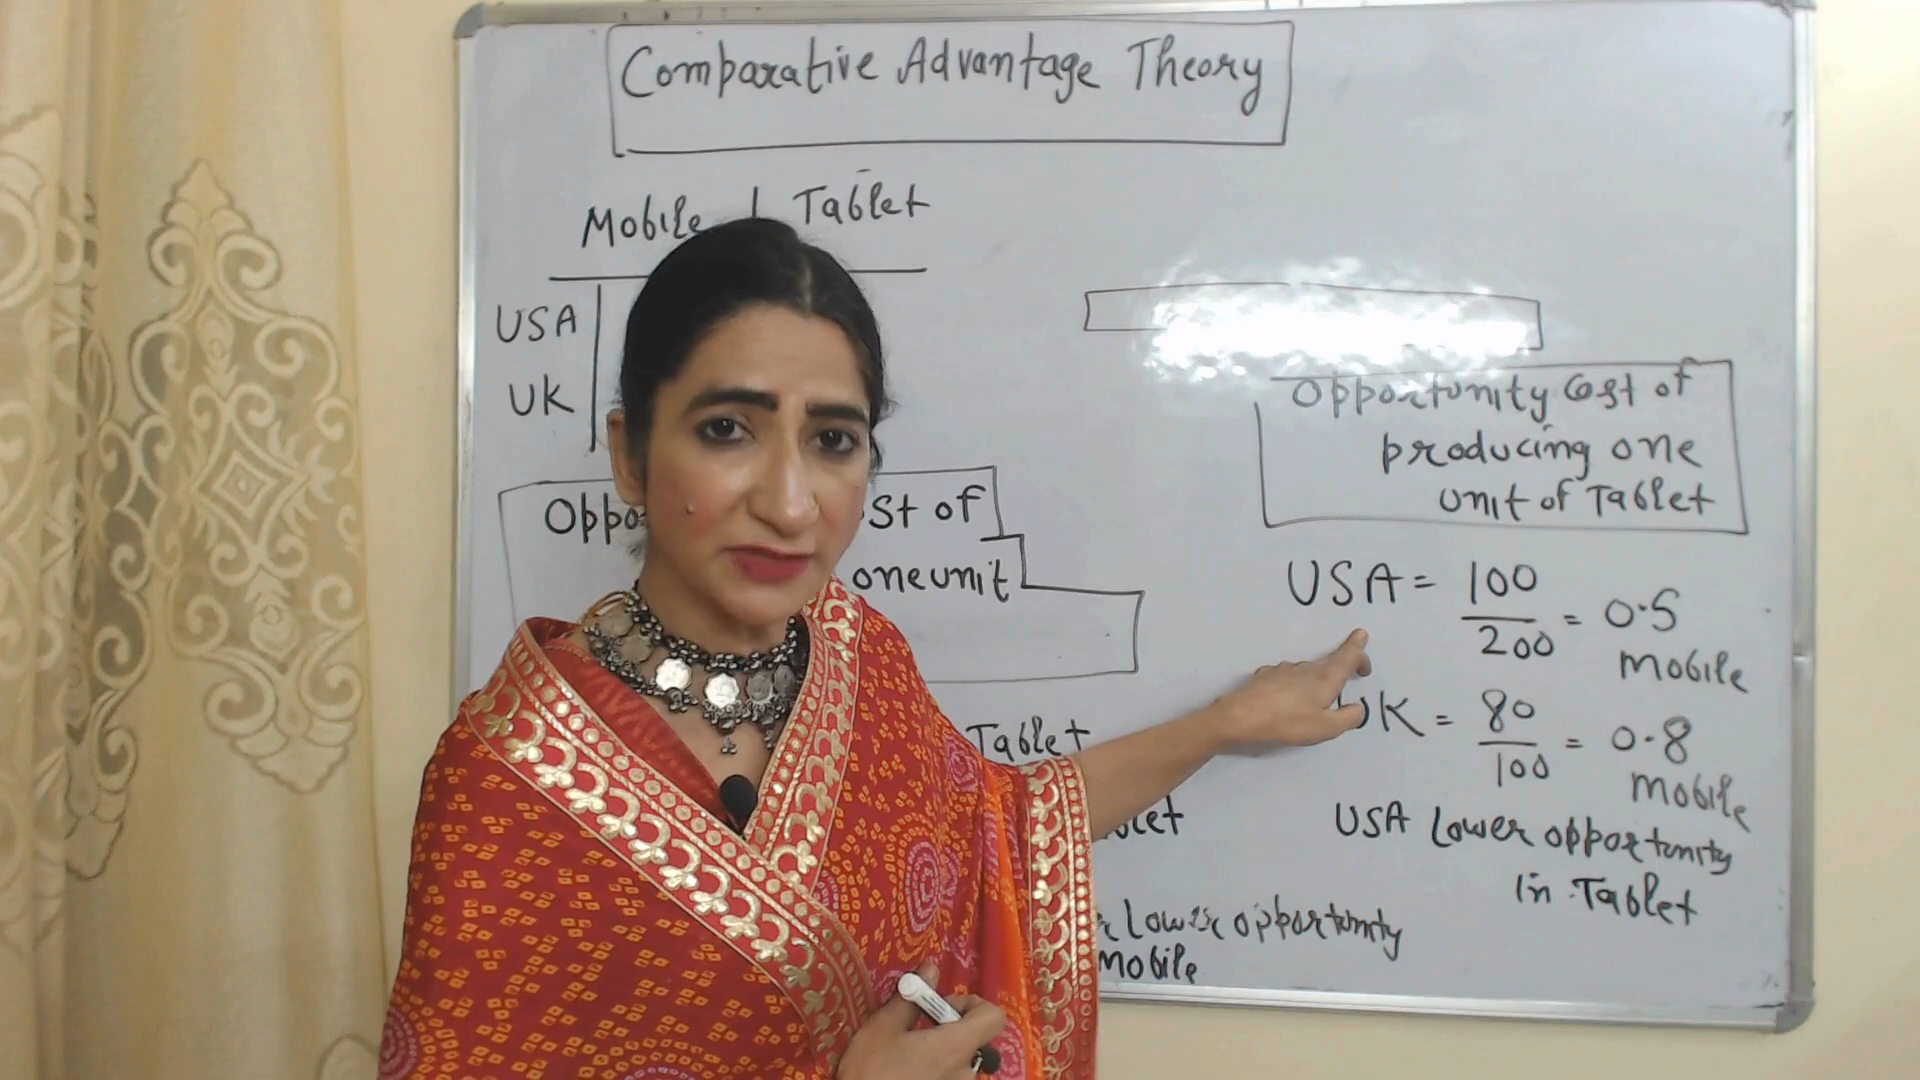 Comparative Advantage Theory
Mobile Tablet
USA
UK
Oppo st of
one unit
Tablet
Lower opportunity
Mobile
Opportunity Cost of
producing one
unit of Tablet
USA = 100
200 = 0.5
Mobile
UK = 80
100 = 0.8
Mobile
USA Lower opportunity
in Tablet